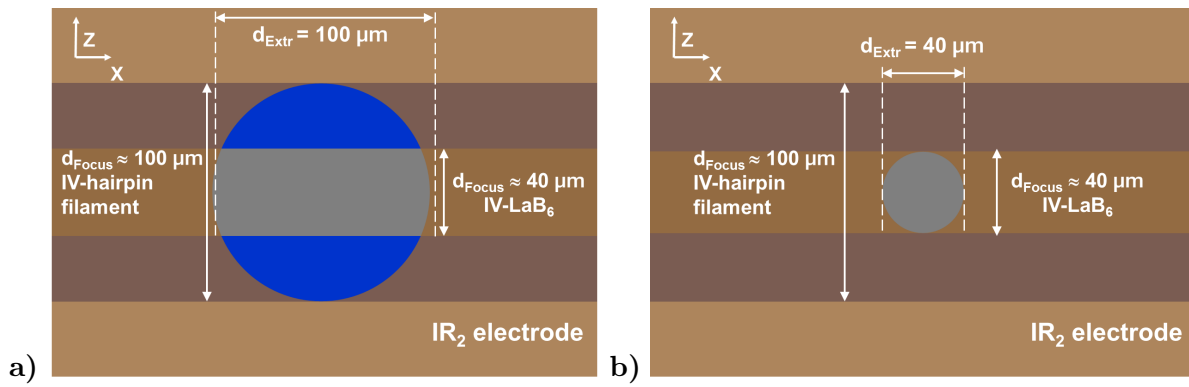 Z
X
d_Extr = 100 µm
d_Focus ≈ 100 µm
IV-hairpin
filament
d_Focus ≈ 40 µm
IV-LaB₆
IR₂ electrode
a)
Z
X
d_Extr = 40 µm
d_Focus ≈ 100 µm
IV-hairpin
filament
d_Focus ≈ 40 µm
IV-LaB₆
IR₂ electrode
b)